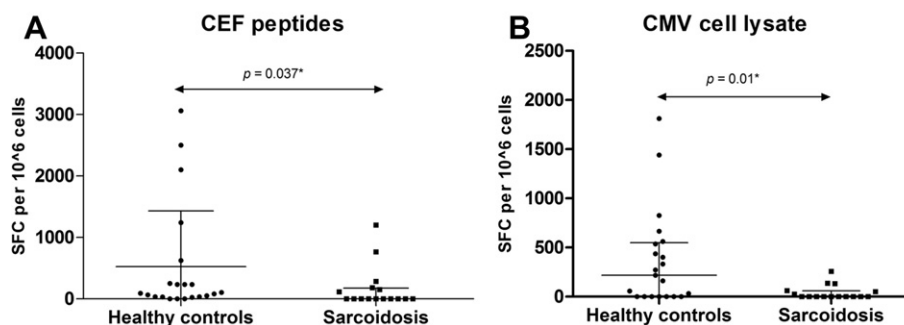 A
CEF peptides
SFC per 10^6 cells
4000
3000
2000
1000
0
p = 0.037*
Healthy controls
Sarcoidosis
B
CMV cell lysate
SFC per 10^6 cells
2500
2000
1500
1000
500
0
p = 0.01*
Healthy controls
Sarcoidosis